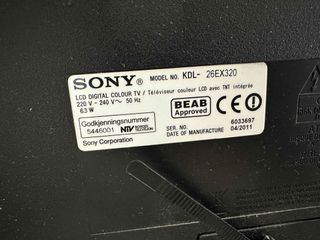 SONY® MODEL NO. KDL- 26EX320
LCD DIGITAL COLOUR TV / Téléviseur couleur LCD avec TNT intégrée
220 V - 240 V ~ 50 Hz
63 W
BEAB
Approved
Godkjenningsnummer
5446001 NTV
Sony Corporation
SER. NO. 6033697
DATE OF MANUFACTURE 04/2011